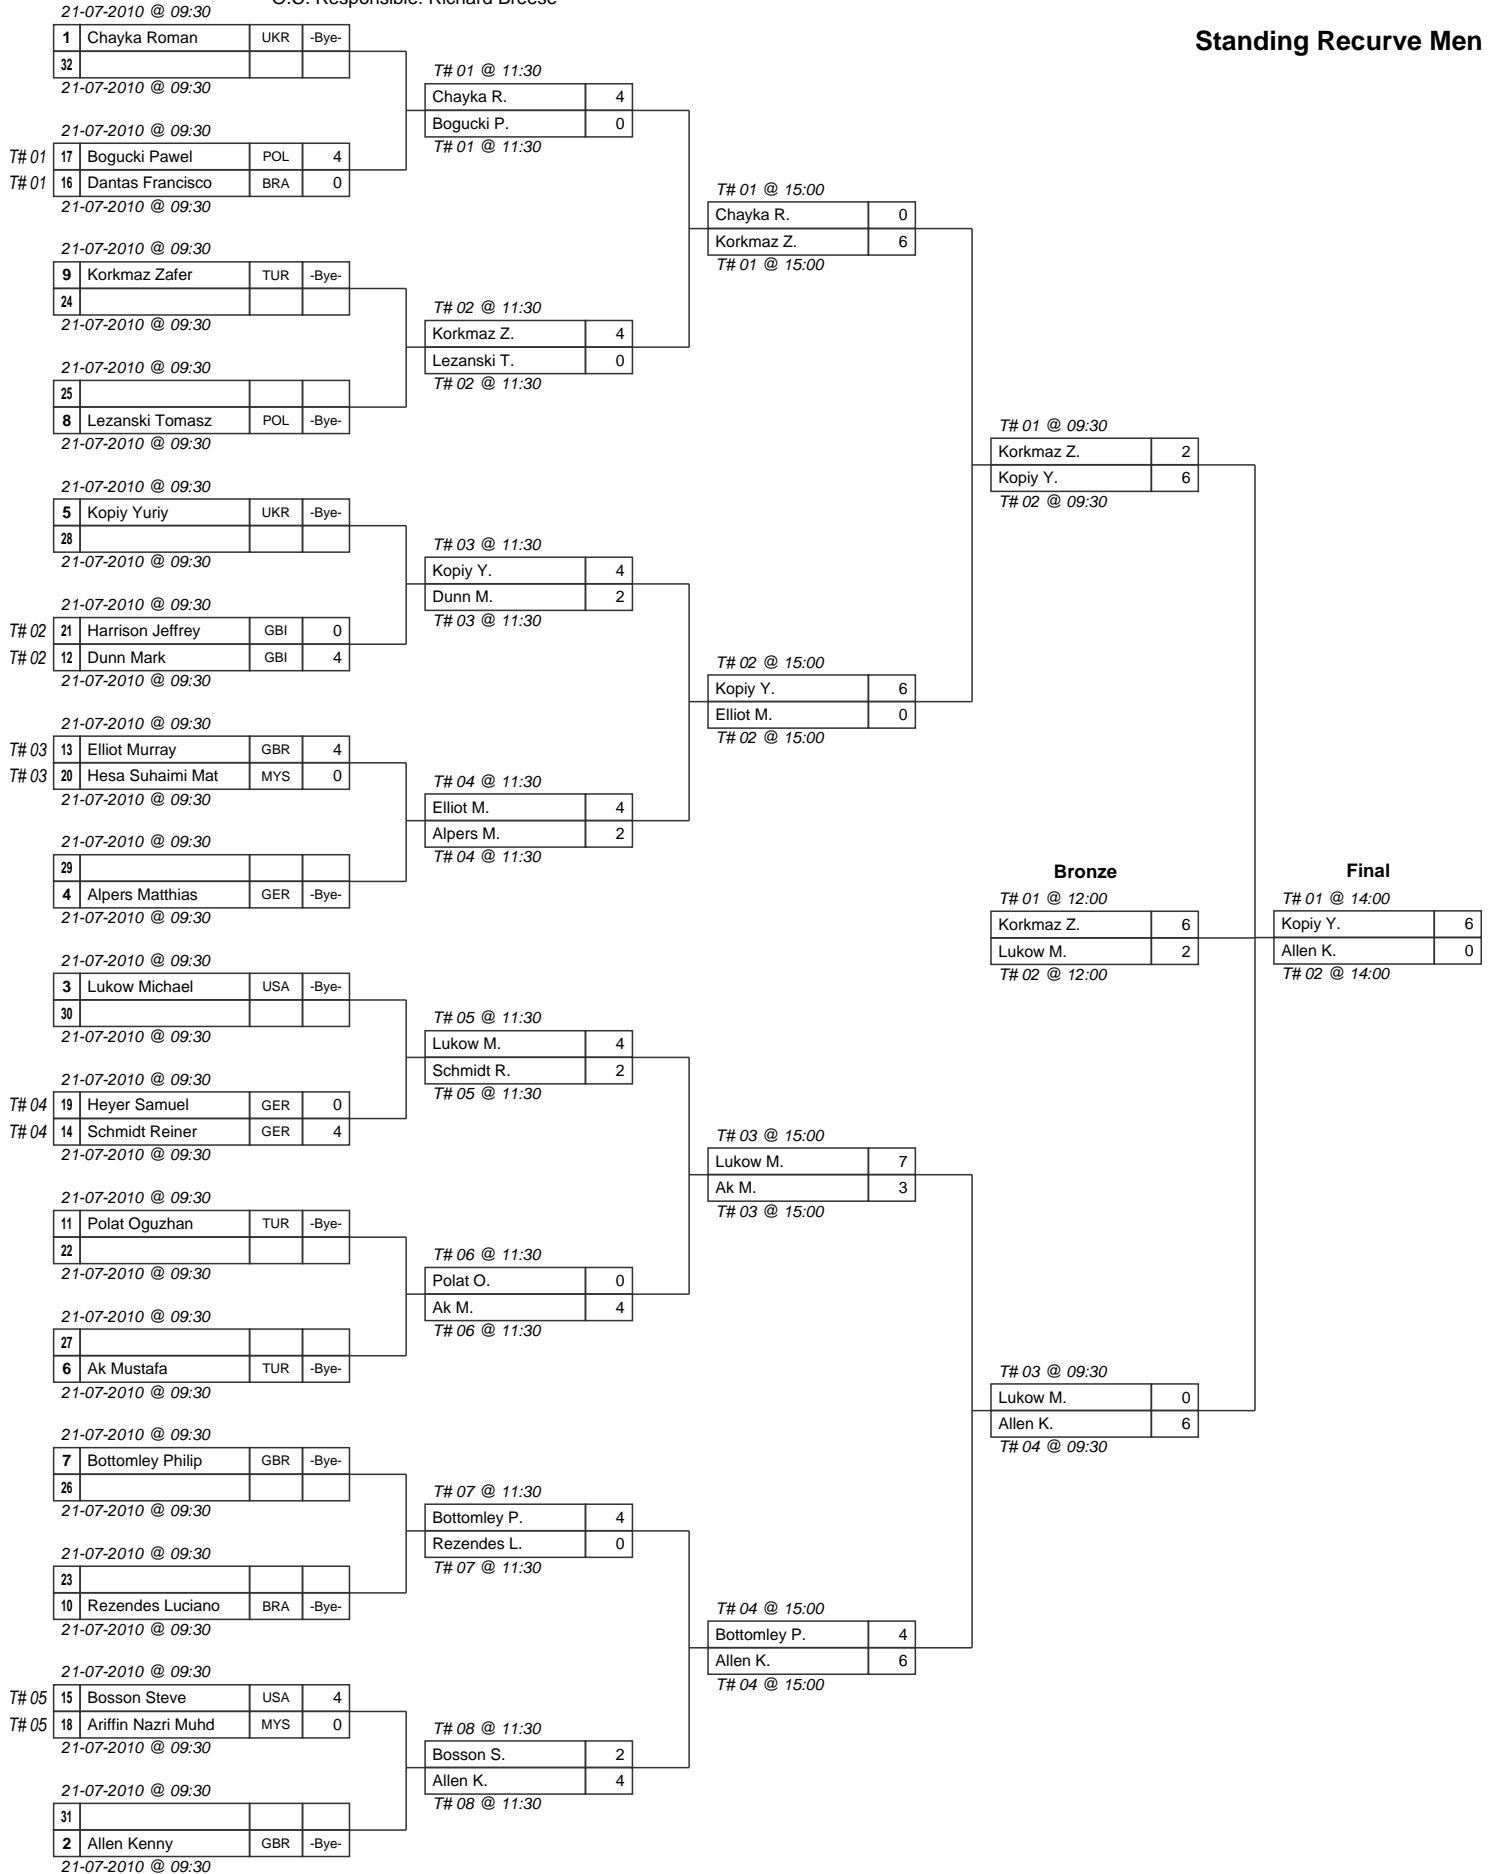 O.C. Responsible: Richard Breese
Standing Recurve Men
21-07-2010 @ 09:30
1 Chayka Roman UKR -Bye-
32
21-07-2010 @ 09:30
21-07-2010 @ 09:30
T# 01 17 Bogucki Pawel POL 4
T# 01 16 Dantas Francisco BRA 0
21-07-2010 @ 09:30
21-07-2010 @ 09:30
9 Korkmaz Zafer TUR -Bye-
24
21-07-2010 @ 09:30
21-07-2010 @ 09:30
25
8 Lezanski Tomasz POL -Bye-
21-07-2010 @ 09:30
21-07-2010 @ 09:30
5 Kopiy Yuriy UKR -Bye-
28
21-07-2010 @ 09:30
21-07-2010 @ 09:30
T# 02 21 Harrison Jeffrey GBI 0
T# 02 12 Dunn Mark GBI 4
21-07-2010 @ 09:30
21-07-2010 @ 09:30
T# 03 13 Elliot Murray GBR 4
T# 03 20 Hesa Suhaimi Mat MYS 0
21-07-2010 @ 09:30
21-07-2010 @ 09:30
29
4 Alpers Matthias GER -Bye-
21-07-2010 @ 09:30
21-07-2010 @ 09:30
3 Lukow Michael USA -Bye-
30
21-07-2010 @ 09:30
21-07-2010 @ 09:30
T# 04 19 Heyer Samuel GER 0
T# 04 14 Schmidt Reiner GER 4
21-07-2010 @ 09:30
21-07-2010 @ 09:30
11 Polat Oguzhan TUR -Bye-
22
21-07-2010 @ 09:30
21-07-2010 @ 09:30
27
6 Ak Mustafa TUR -Bye-
21-07-2010 @ 09:30
21-07-2010 @ 09:30
7 Bottomley Philip GBR -Bye-
26
21-07-2010 @ 09:30
21-07-2010 @ 09:30
23
10 Rezendes Luciano BRA -Bye-
21-07-2010 @ 09:30
21-07-2010 @ 09:30
T# 05 15 Bosson Steve USA 4
T# 05 18 Ariffin Nazri Muhd MYS 0
21-07-2010 @ 09:30
21-07-2010 @ 09:30
31
2 Allen Kenny GBR -Bye-
21-07-2010 @ 09:30
T# 01 @ 11:30
Chayka R. 4
Bogucki P. 0
T# 01 @ 11:30
T# 02 @ 11:30
Korkmaz Z. 4
Lezanski T. 0
T# 02 @ 11:30
T# 03 @ 11:30
Kopiy Y. 4
Dunn M. 2
T# 03 @ 11:30
T# 04 @ 11:30
Elliot M. 4
Alpers M. 2
T# 04 @ 11:30
T# 05 @ 11:30
Lukow M. 4
Schmidt R. 2
T# 05 @ 11:30
T# 06 @ 11:30
Polat O. 0
Ak M. 4
T# 06 @ 11:30
T# 07 @ 11:30
Bottomley P. 4
Rezendes L. 0
T# 07 @ 11:30
T# 08 @ 11:30
Bosson S. 2
Allen K. 4
T# 08 @ 11:30
T# 01 @ 15:00
Chayka R. 0
Korkmaz Z. 6
T# 01 @ 15:00
T# 02 @ 15:00
Kopiy Y. 6
Elliot M. 0
T# 02 @ 15:00
T# 03 @ 15:00
Lukow M. 7
Ak M. 3
T# 03 @ 15:00
T# 04 @ 15:00
Bottomley P. 4
Allen K. 6
T# 04 @ 15:00
T# 01 @ 09:30
Korkmaz Z. 2
Kopiy Y. 6
T# 02 @ 09:30
T# 03 @ 09:30
Lukow M. 0
Allen K. 6
T# 04 @ 09:30
Bronze
T# 01 @ 12:00
Korkmaz Z. 6
Lukow M. 2
T# 02 @ 12:00
Final
T# 01 @ 14:00
Kopiy Y. 6
Allen K. 0
T# 02 @ 14:00